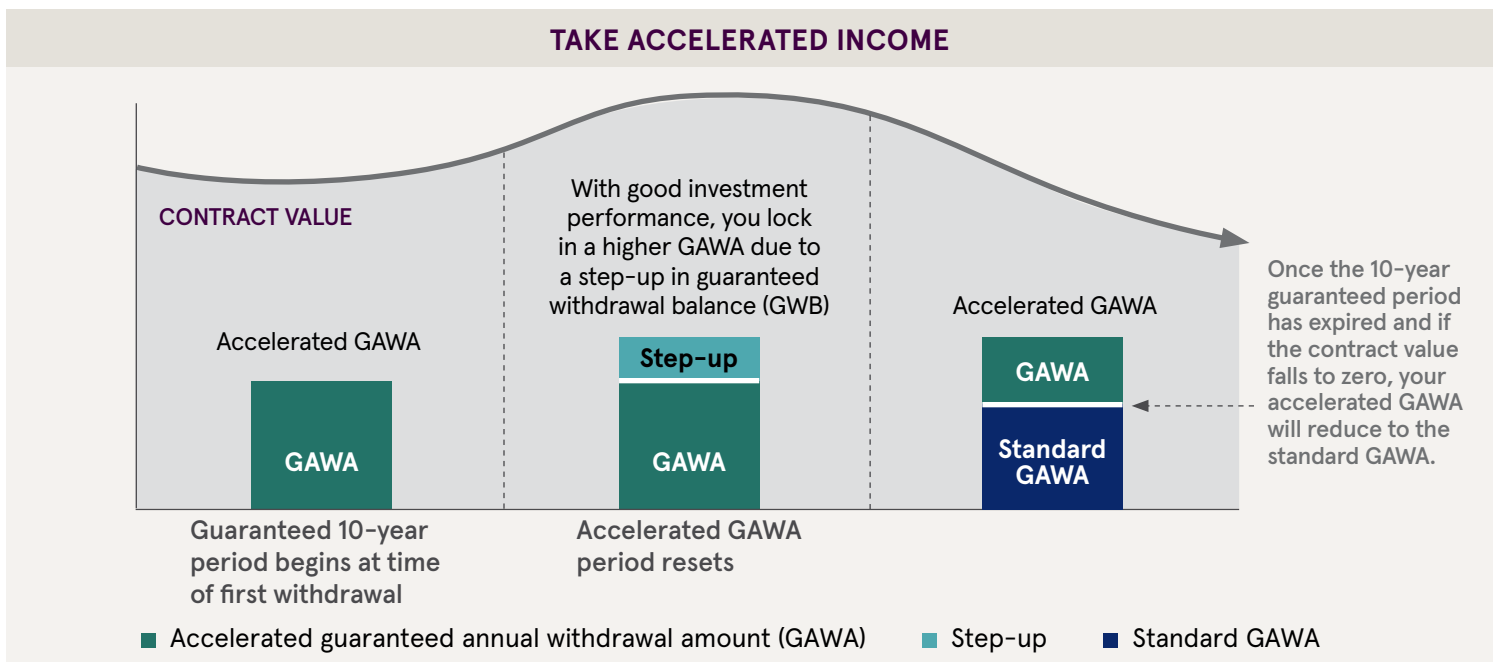 TAKE ACCELERATED INCOME
CONTRACT VALUE
Accelerated GAWA
GAWA
Guaranteed 10-year
period begins at time
of first withdrawal
With good investment
performance, you lock
in a higher GAWA due to
a step-up in guaranteed
withdrawal balance (GWB)
Step-up
GAWA
Accelerated GAWA
period resets
Accelerated GAWA
GAWA
Standard
GAWA
Once the 10-year
guaranteed period
has expired and if
the contract value
falls to zero, your
accelerated GAWA
will reduce to the
standard GAWA.
Accelerated guaranteed annual withdrawal amount (GAWA)
Step-up
Standard GAWA